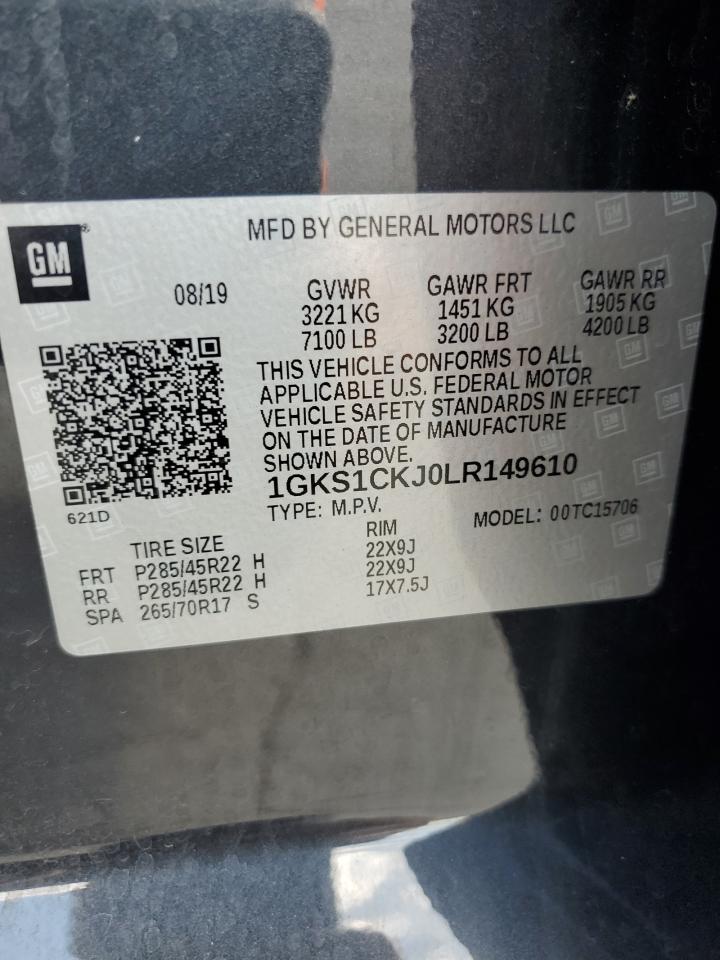 GM
MFD BY GENERAL MOTORS LLC
08/19
GVWR
3221 KG
7100 LB
GAWR FRT
1451 KG
3200 LB
GAWR RR
1905 KG
4200 LB
THIS VEHICLE CONFORMS TO ALL
APPLICABLE U.S. FEDERAL MOTOR
VEHICLE SAFETY STANDARDS IN EFFECT
ON THE DATE OF MANUFACTURE
SHOWN ABOVE.
1GKS1CKJ0LR149610
TYPE: M.P.V.
MODEL: 00TC15706
621D
TIRE SIZE RIM
FRT P285/45R22 H 22X9J
RR P285/45R22 H 22X9J
SPA 265/70R17 S 17X7.5J